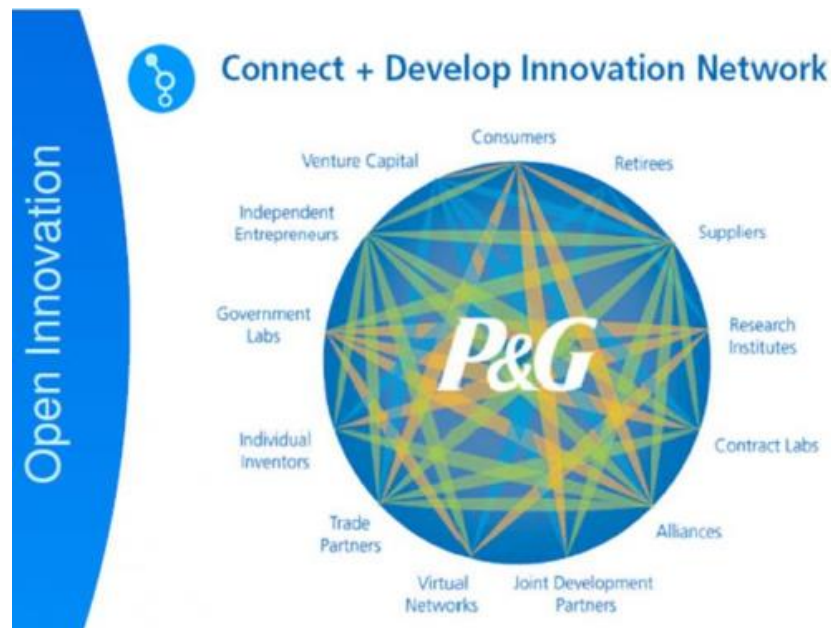 Open Innovation
Connect + Develop Innovation Network
Consumers
Venture Capital
Retirees
Independent
Entrepreneurs
Suppliers
Government
Labs
Research
Institutes
P&G
Individual
Inventors
Contract Labs
Trade
Partners
Alliances
Virtual
Networks
Joint Development
Partners